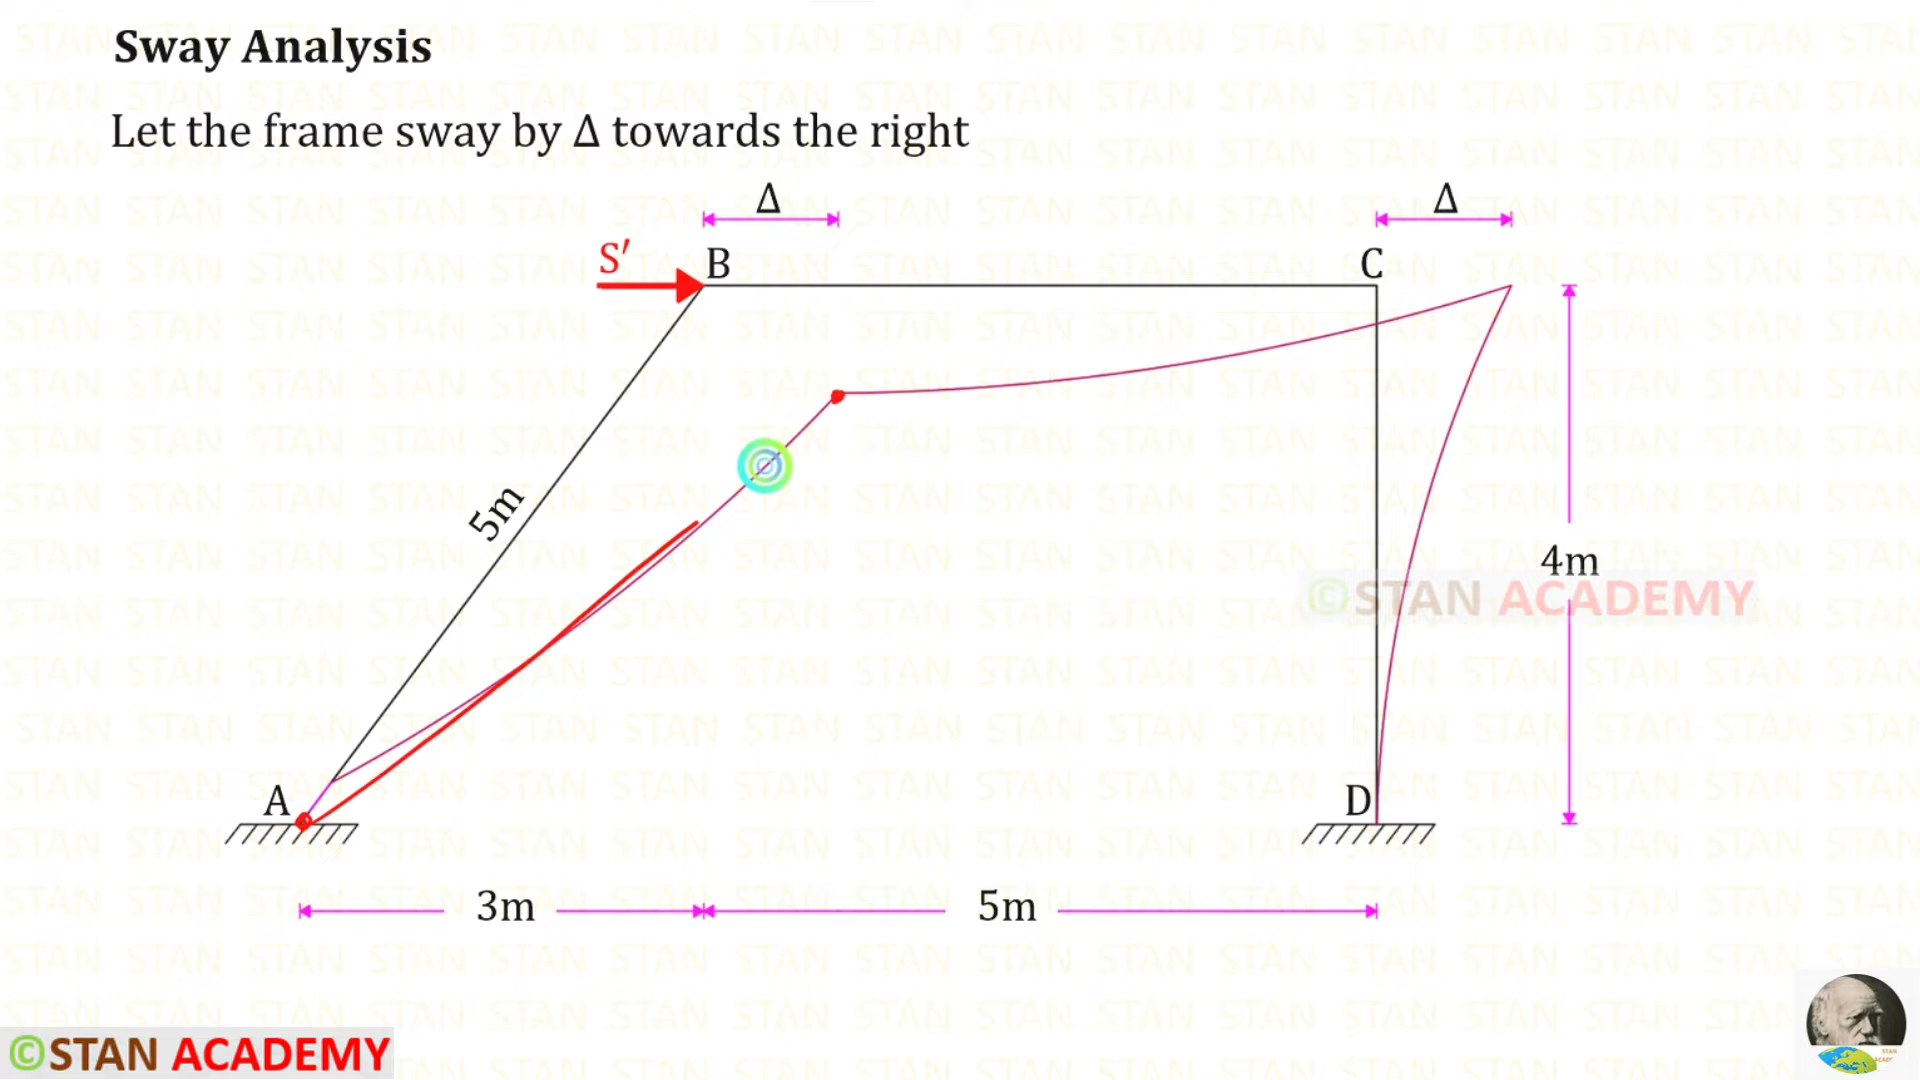 Sway Analysis
Let the frame sway by Δ towards the right
Δ
Δ
S′
B
C
5m
4m
©STAN ACADEMY
A
D
3m
5m
©STAN ACADEMY